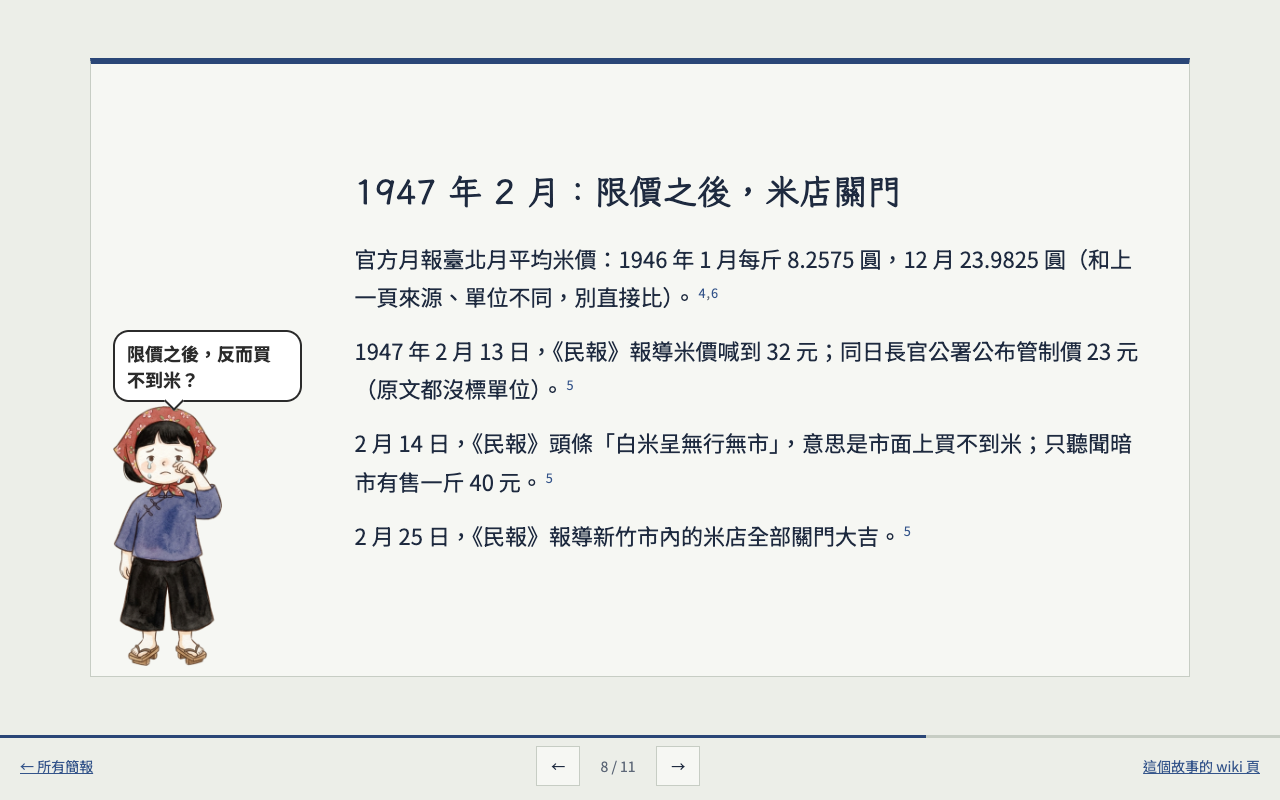 1947 年 2 月：限價之後，米店關門
官方月報臺北月平均米價：1946 年 1 月每斤 8.2575 圓，12 月 23.9825 圓（和上
一頁來源、單位不同，別直接比）。4,6
1947 年 2 月 13 日，《民報》報導米價喊到 32 元；同日長官公署公布管制價 23 元
（原文都沒標單位）。5
2 月 14 日，《民報》頭條「白米呈無行無市」，意思是市面上買不到米；只聽聞暗
市有售一斤 40 元。5
2 月 25 日，《民報》報導新竹市內的米店全部關門大吉。5
限價之後，反而買
不到米？
← 所有簡報
←
8 / 11
→
這個故事的 wiki 頁